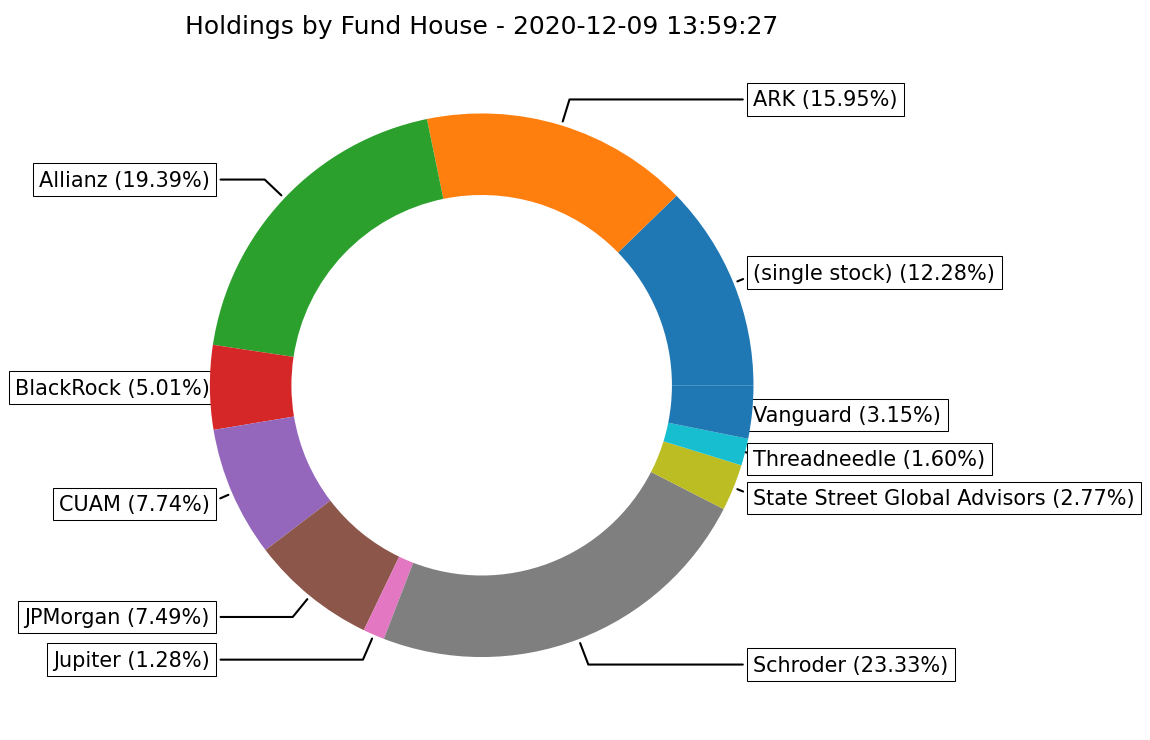 Holdings by Fund House - 2020-12-09 13:59:27
ARK (15.95%)
Allianz (19.39%)
(single stock) (12.28%)
BlackRock (5.01%)
Vanguard (3.15%)
Threadneedle (1.60%)
State Street Global Advisors (2.77%)
CUAM (7.74%)
JPMorgan (7.49%)
Jupiter (1.28%)
Schroder (23.33%)